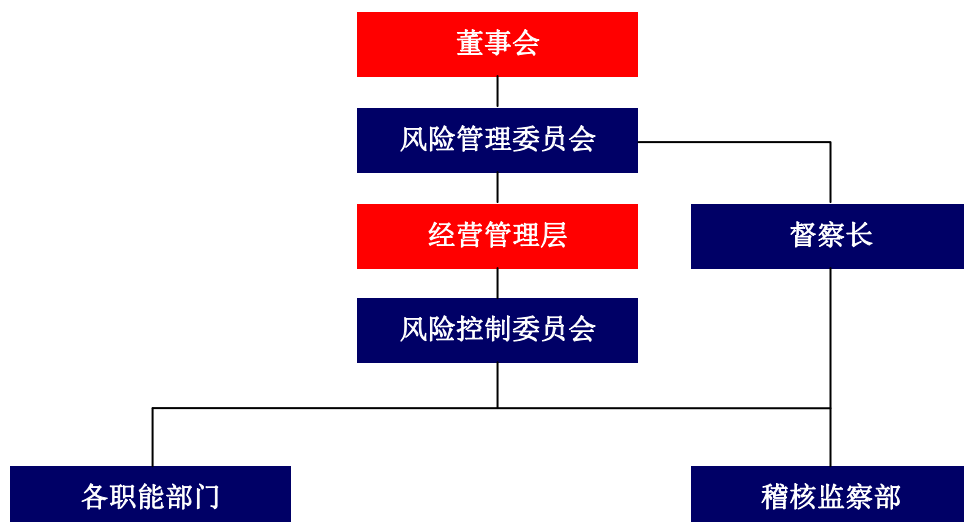 董事会
风险管理委员会
经营管理层
督察长
风险控制委员会
各职能部门
稽核监察部